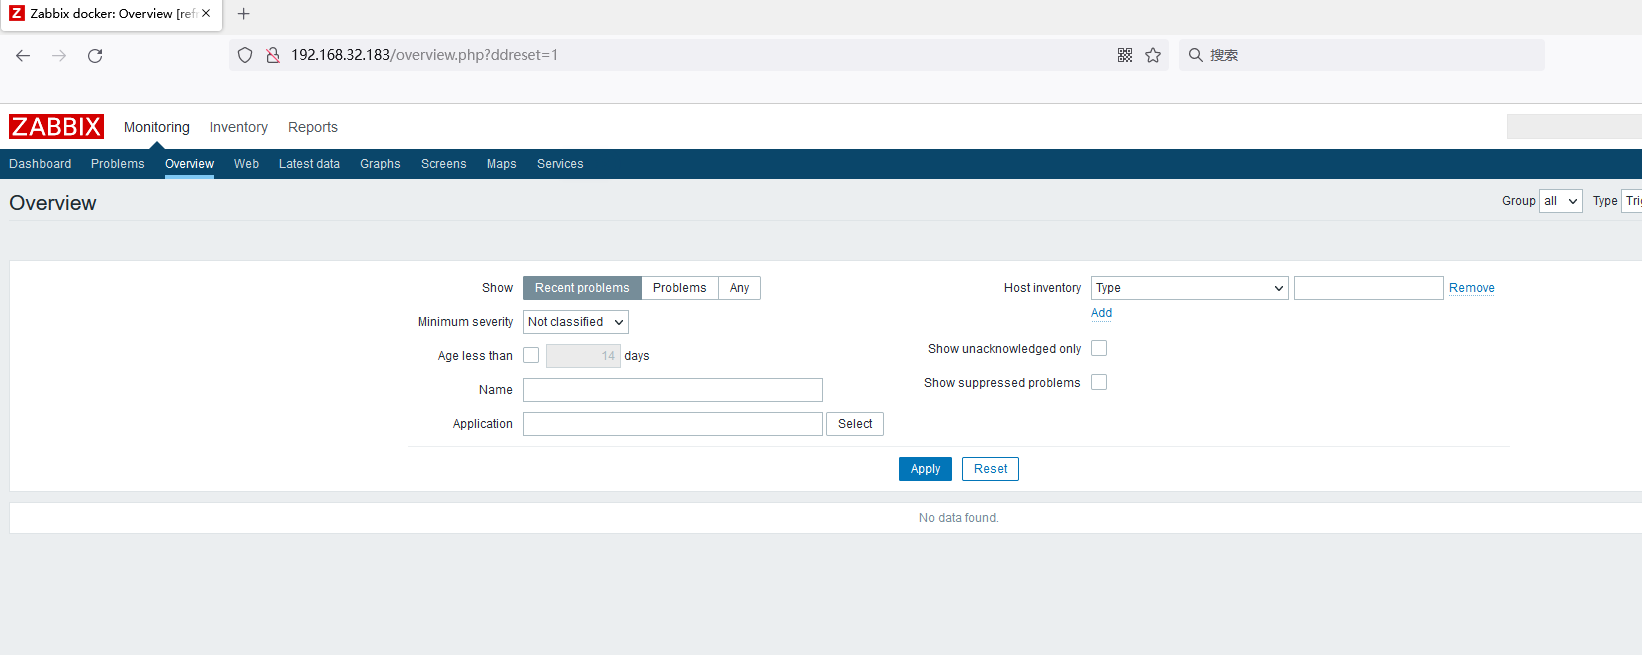 Z Zabbix docker: Overview [refr
192.168.32.183/overview.php?ddreset=1
搜索
ZABBIX Monitoring Inventory Reports
Dashboard Problems Overview Web Latest data Graphs Screens Maps Services
Overview
Group all Type Trig
Show Recent problems Problems Any
Host inventory Type Remove
Add
Minimum severity Not classified
Show unacknowledged only
Age less than 14 days
Show suppressed problems
Name
Application Select
Apply Reset
No data found.